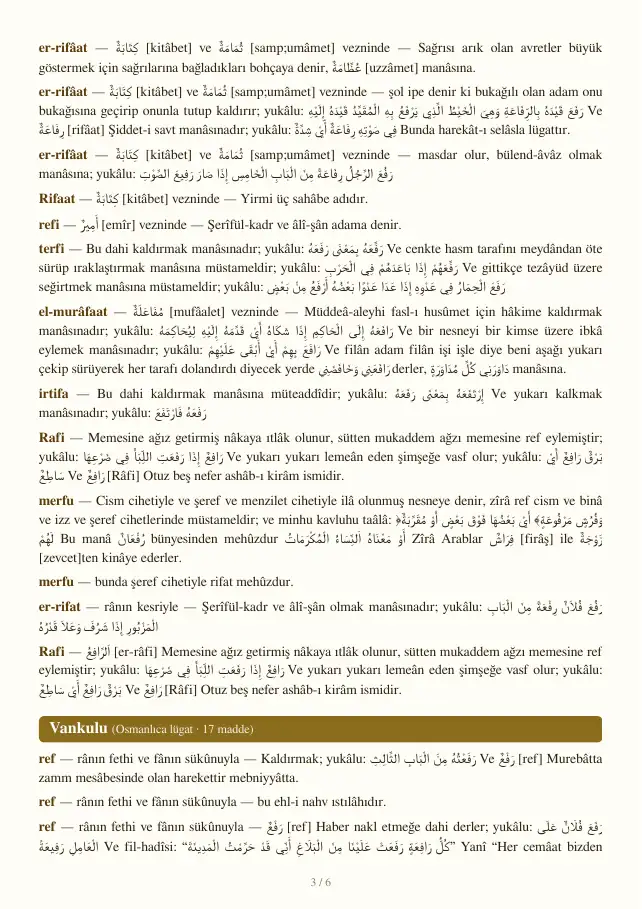 er-rifâat — كِتَابَةٌ [kitâbet] ve ثُمَامَةٌ [samp;umâmet] vezninde — Sağrısı arık olan avretler büyük
göstermek için sağrılarına bağladıkları bohçaya denir, عُظَّامَةٌ [uzzâmet] manâsına.
er-rifâat — كِتَابَةٌ [kitâbet] ve ثُمَامَةٌ [samp;umâmet] vezninde — şol ipe denir ki bukağılı olan adam onu
bukağısına geçirip onunla tutup kaldırır; yukâlu: رَفَعَ قَيْدَهُ بِالرِّفَاعَةِ وَهِيَ الْخَيْطُ الَّذِي يَرْفَعُ بِهِ الْمُقَيَّدُ قَيْدَهُ إِلَيْهِ Ve
رِفَاعَةٌ [rifâat] Şiddet-i savt manâsınadır; yukâlu: فِي صَوْتِهِ رِفَاعَةٌ أَيْ شِدَّةٌ Bunda harekât-ı selâsla lügattır.
er-rifâat — كِتَابَةٌ [kitâbet] ve ثُمَامَةٌ [samp;umâmet] vezninde — masdar olur, bülend-âvâz olmak
manâsına; yukâlu: رَفُعَ الرَّجُلُ رِفَاعَةً مِنَ الْبَابِ الْخَامِسِ إِذَا صَارَ رَفِيعَ الصَّوْتِ
Rifaat — كِتَابَةٌ [kitâbet] vezninde — Yirmi üç sahâbe adıdır.
refi — أَمِيرٌ [emîr] vezninde — Şerîfül-kadr ve âlî-şân adama denir.
terfi — Bu dahi kaldırmak manâsınadır; yukâlu: رَفَّعَهُ بِمَعْنَى رَفَعَهُ Ve cenkte hasm tarafını meydândan öte
sürüp ıraklaştırmak manâsına müstameldir; yukâlu: رَفَّعَهُمْ إِذَا بَاعَدَهُمْ فِي الْحَرْبِ Ve gittikçe tezâyüd üzere
seğirtmek manâsına müstameldir; yukâlu: رَفَّعَ الْحِمَارُ فِي عَدْوِهِ إِذَا عَدَا عَدْوًا بَعْضُهُ أَرْفَعُ مِنْ بَعْضٍ
el-murâfaat — مُفَاعَلَةٌ [mufâalet] vezninde — Müddeâ-aleyhi fasl-ı husûmet için hâkime kaldırmak
manâsınadır; yukâlu: رَافَعَهُ إِلَى الْحَاكِمِ إِذَا شَكَاهُ أَيْ قَدَّمَهُ إِلَيْهِ لِيُحَاكِمَهُ Ve bir nesneyi bir kimse üzere ibkâ
eylemek manâsınadır; yukâlu: رَافَعَ بِهِمْ أَيْ أَبْقَى عَلَيْهِمْ Ve filân adam filân işi işle diye beni aşağı yukarı
çekip sürüyerek her tarafı dolandırdı diyecek yerde رَافَعَنِي وَخَافَضَنِي derler, دَاوَرَنِي كُلَّ مُدَاوَرَةٍ manâsına.
irtifa — Bu dahi kaldırmak manâsına müteaddîdir; yukâlu: إِرْتَفَعَهُ بِمَعْنَى رَفَعَهُ Ve yukarı kalkmak
manâsınadır; yukâlu: رَفَعَهُ فَارْتَفَعَ
Rafi — Memesine ağız getirmiş nâkaya ıtlâk olunur, sütten mukaddem ağzı memesine ref eylemiştir;
yukâlu: رَافِعٌ إِذَا رَفَعَتِ اللِّبَأَ فِي ضَرْعِهَا Ve yukarı yukarı lemeân eden şimşeğe vasf olur; yukâlu: بَرْقٌ رَافِعٌ أَيْ
سَاطِعٌ Ve رَافِعٌ [Râfi] Otuz beş nefer ashâb-ı kirâm ismidir.
merfu — Cism cihetiyle ve şeref ve menzilet cihetiyle ilâ olunmuş nesneye denir, zîrâ ref cism ve binâ
ve izz ve şeref cihetlerinde müstameldir; ve minhu kavluhu taâlâ: ﴿وَفُرُشٍ مَرْفُوعَةٍ﴾ أَيْ بَعْضُهَا فَوْقَ بَعْضٍ أَوْ مُقَرَّبَةٌ
لَهُمْ Bu manâ رُفْعَانٌ bünyesinden mehûzdur أَوْ مَعْنَاهُ اَلنِّسَاءُ الْمُكَرَّمَاتُ Zîrâ Arablar فِرَاشٌ [firâş] ile زَوْجَةٌ
[zevcet]ten kinâye ederler.
merfu — bunda şeref cihetiyle rifat mehûzdur.
er-rifat — rânın kesriyle — Şerîfül-kadr ve âlî-şân olmak manâsınadır; yukâlu: رَفُعَ فُلَانٌ رِفْعَةً مِنَ الْبَابِ
الْمَزْبُورِ إِذَا شَرُفَ وَعَلَا قَدْرُهُ
Rafi — اَلرَّافِعُ [er-râfi] Memesine ağız getirmiş nâkaya ıtlâk olunur, sütten mukaddem ağzı memesine ref
eylemiştir; yukâlu: رَافِعٌ إِذَا رَفَعَتِ اللِّبَأَ فِي ضَرْعِهَا Ve yukarı yukarı lemeân eden şimşeğe vasf olur; yukâlu:
بَرْقٌ رَافِعٌ أَيْ سَاطِعٌ Ve رَافِعٌ [Râfi] Otuz beş nefer ashâb-ı kirâm ismidir.
Vankulu (Osmanlıca lügat · 17 madde)
ref — rânın fethi ve fânın sükûnuyla — Kaldırmak; yukâlu: رَفَعْتُهُ مِنَ الْبَابِ الثَّالِثِ Ve رَفْعٌ [ref] Murebâtta
zamm mesâbesinde olan harekettir mebniyyâtta.
ref — rânın fethi ve fânın sükûnuyla — bu ehl-i nahv ıstılâhıdır.
ref — rânın fethi ve fânın sükûnuyla — رَفْعٌ [ref] Haber nakl etmeğe dahi derler; yukâlu: رَفَعَ فُلَانٌ عَلَى
الْعَامِلِ رَفِيعَةً Ve fil-hadîsi: “كُلُّ رَافِعَةٍ رَفَعَتْ عَلَيْنَا مِنَ الْبَلَاغِ أَنِّي قَدْ حَرَّمْتُ الْمَدِينَةَ” Yanî “Her cemâat bizden
3 / 6